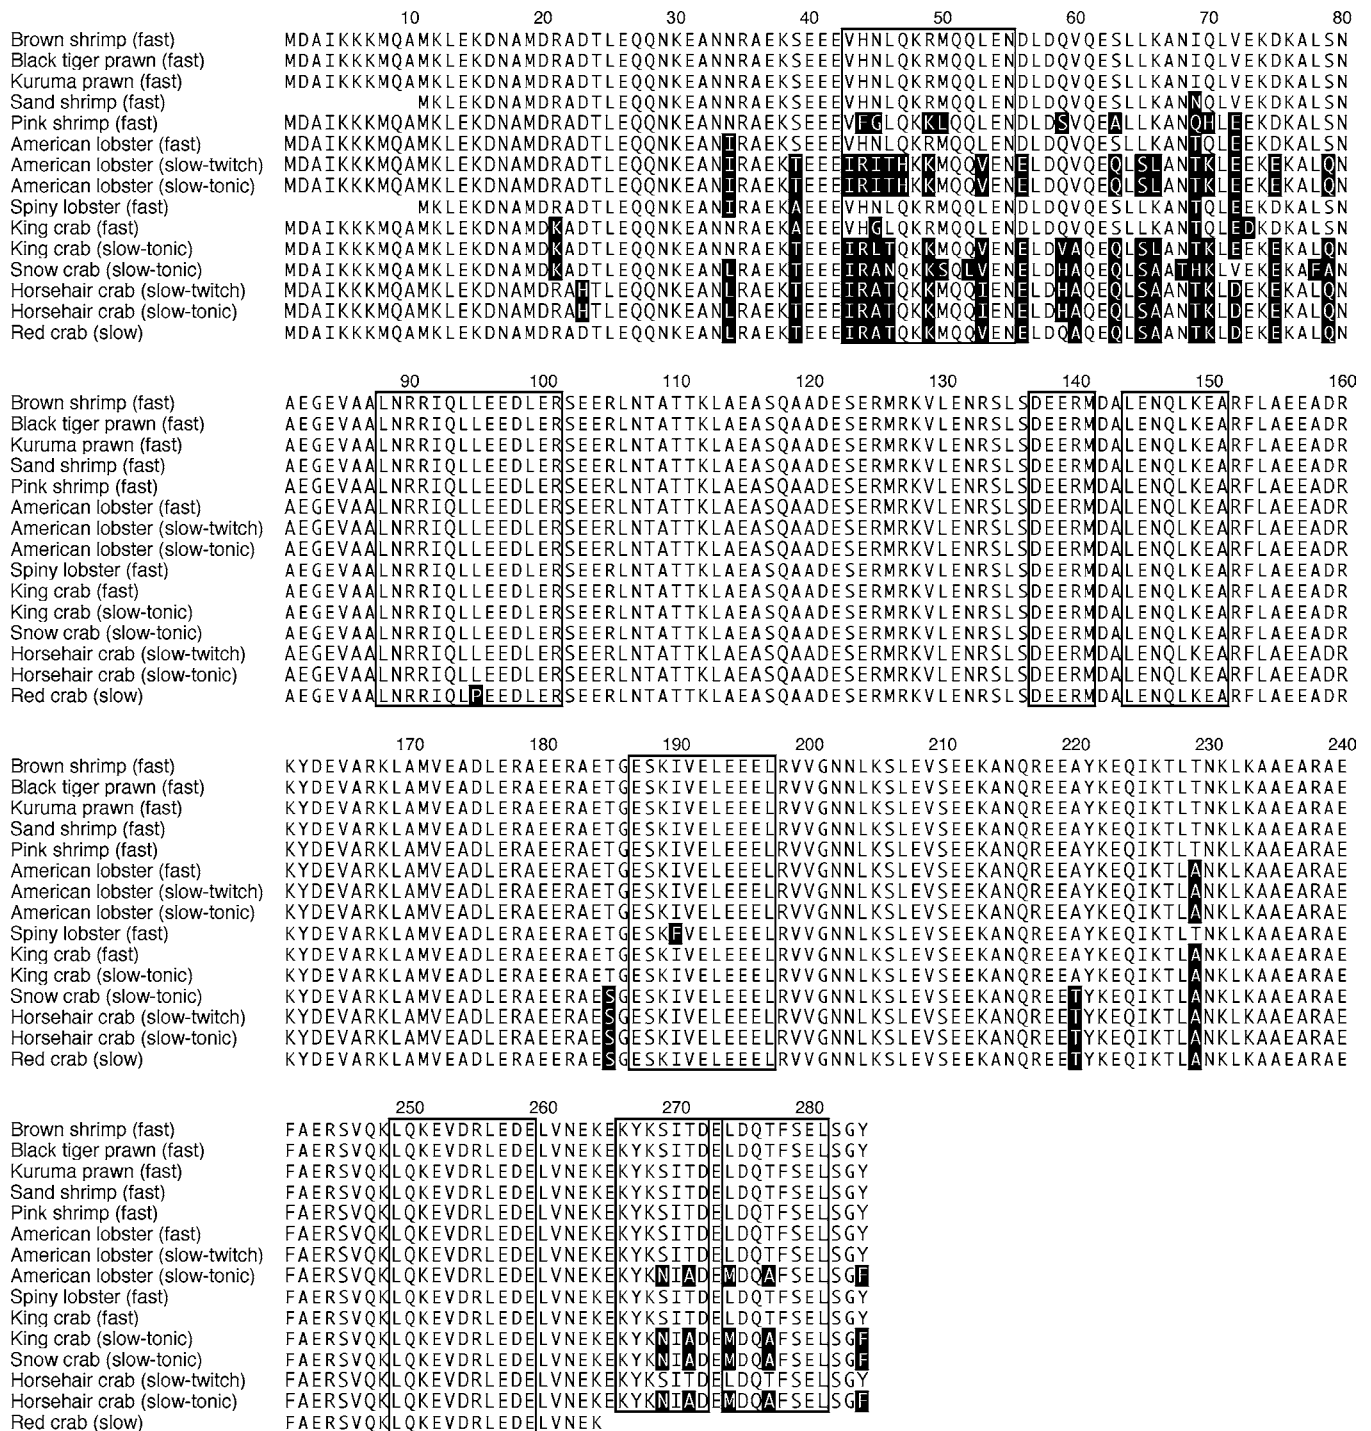 10 20 30 40 50 60 70 80
Brown shrimp (fast) MDAIKKKMQAMKLEKDNAMDRADTLEQQNKEANNRAEKSEEEVHNLQKRMQQLENDLDQVQESLLKANIQLVEKDKALSN
Black tiger prawn (fast) MDAIKKKMQAMKLEKDNAMDRADTLEQQNKEANNRAEKSEEEVHNLQKRMQQLENDLDQVQESLLKANIQLVEKDKALSN
Kuruma prawn (fast) MDAIKKKMQAMKLEKDNAMDRADTLEQQNKEANNRAEKSEEEVHNLQKRMQQLENDLDQVQESLLKANIQLVEKDKALSN
Sand shrimp (fast) MKLEKDNAMDRADTLEQQNKEANNRAEKSEEEVHNLQKRMQQLENDLDQVQESLLKANNQLVEKDKALSN
Pink shrimp (fast) MDAIKKKMQAMKLEKDNAMDRADTLEQQNKEANNRAEKSEEEVFGLQKKLQQLENDLDSVQEALLKANQHLEEKDKALSN
American lobster (fast) MDAIKKKMQAMKLEKDNAMDRADTLEQQNKEANIRAEKSEEEVHNLQKRMQQLENDLDQVQESLLKANTQLEEKDKALSN
American lobster (slow-twitch) MDAIKKKMQAMKLEKDNAMDRADTLEQQNKEANIRAEKTEEEIRITHKKMQQVENELDQVQEQLSLANTKLEEKEKALQN
American lobster (slow-tonic) MDAIKKKMQAMKLEKDNAMDRADTLEQQNKEANIRAEKTEEEIRITHKKMQQVENELDQVQEQLSLANTKLEEKEKALQN
Spiny lobster (fast) MKLEKDNAMDRADTLEQQNKEANIRAEKAEEEVHNLQKRMQQLENDLDQVQESLLKANTQLEEKDKALSN
King crab (fast) MDAIKKKMQAMKLEKDNAMDKADTLEQQNKEANNRAEKAEEEVHGLQKRMQQLENDLDQVQESLLKANTQLEDKDKALSN
King crab (slow-tonic) MDAIKKKMQAMKLEKDNAMDKADTLEQQNKEANNRAEKTEEEIRLTQKKMQQVENELDVAQEQLSLANTKLEEKEKALQN
Snow crab (slow-tonic) MDAIKKKMQAMKLEKDNAMDKADTLEQQNKEANLRAEKTEEEIRANQKKSQLVENELDHAQEQLSAATHKLVEKEKAFAN
Horsehair crab (slow-twitch) MDAIKKKMQAMKLEKDNAMDRAHTLEQQNKEANLRAEKTEEEIRATQKKMQQIENELDHAQEQLSAANTKLDEKEKALQN
Horsehair crab (slow-tonic) MDAIKKKMQAMKLEKDNAMDRAHTLEQQNKEANLRAEKTEEEIRATQKKMQQIENELDHAQEQLSAANTKLDEKEKALQN
Red crab (slow) MDAIKKKMQAMKLEKDNAMDRADTLEQQNKEANLRAEKTEEEIRATQKKMQQVENELDQAQEQLSAANTKLDEKEKALQN
90 100 110 120 130 140 150 160
Brown shrimp (fast) AEGEVAALNRRIQLLEEDLERSEERLNTATTKLAEASQAADESERMRKVLENRSLSDEERMDALENQLKEARFLAEEADR
Black tiger prawn (fast) AEGEVAALNRRIQLLEEDLERSEERLNTATTKLAEASQAADESERMRKVLENRSLSDEERMDALENQLKEARFLAEEADR
Kuruma prawn (fast) AEGEVAALNRRIQLLEEDLERSEERLNTATTKLAEASQAADESERMRKVLENRSLSDEERMDALENQLKEARFLAEEADR
Sand shrimp (fast) AEGEVAALNRRIQLLEEDLERSEERLNTATTKLAEASQAADESERMRKVLENRSLSDEERMDALENQLKEARFLAEEADR
Pink shrimp (fast) AEGEVAALNRRIQLLEEDLERSEERLNTATTKLAEASQAADESERMRKVLENRSLSDEERMDALENQLKEARFLAEEADR
American lobster (fast) AEGEVAALNRRIQLLEEDLERSEERLNTATTKLAEASQAADESERMRKVLENRSLSDEERMDALENQLKEARFLAEEADR
American lobster (slow-twitch) AEGEVAALNRRIQLLEEDLERSEERLNTATTKLAEASQAADESERMRKVLENRSLSDEERMDALENQLKEARFLAEEADR
American lobster (slow-tonic) AEGEVAALNRRIQLLEEDLERSEERLNTATTKLAEASQAADESERMRKVLENRSLSDEERMDALENQLKEARFLAEEADR
Spiny lobster (fast) AEGEVAALNRRIQLLEEDLERSEERLNTATTKLAEASQAADESERMRKVLENRSLSDEERMDALENQLKEARFLAEEADR
King crab (fast) AEGEVAALNRRIQLLEEDLERSEERLNTATTKLAEASQAADESERMRKVLENRSLSDEERMDALENQLKEARFLAEEADR
King crab (slow-tonic) AEGEVAALNRRIQLLEEDLERSEERLNTATTKLAEASQAADESERMRKVLENRSLSDEERMDALENQLKEARFLAEEADR
Snow crab (slow-tonic) AEGEVAALNRRIQLLEEDLERSEERLNTATTKLAEASQAADESERMRKVLENRSLSDEERMDALENQLKEARFLAEEADR
Horsehair crab (slow-twitch) AEGEVAALNRRIQLLEEDLERSEERLNTATTKLAEASQAADESERMRKVLENRSLSDEERMDALENQLKEARFLAEEADR
Horsehair crab (slow-tonic) AEGEVAALNRRIQLLEEDLERSEERLNTATTKLAEASQAADESERMRKVLENRSLSDEERMDALENQLKEARFLAEEADR
Red crab (slow) AEGEVAALNRRIQLPEEDLERSEERLNTATTKLAEASQAADESERMRKVLENRSLSDEERMDALENQLKEARFLAEEADR
170 180 190 200 210 220 230 240
Brown shrimp (fast) KYDEVARKLAMVEADLERAEERAETGESKIVELEEELRVVGNNLKSLEVSEEKANQREEAYKEQIKTLTNKLKAAEARAE
Black tiger prawn (fast) KYDEVARKLAMVEADLERAEERAETGESKIVELEEELRVVGNNLKSLEVSEEKANQREEAYKEQIKTLTNKLKAAEARAE
Kuruma prawn (fast) KYDEVARKLAMVEADLERAEERAETGESKIVELEEELRVVGNNLKSLEVSEEKANQREEAYKEQIKTLTNKLKAAEARAE
Sand shrimp (fast) KYDEVARKLAMVEADLERAEERAETGESKIVELEEELRVVGNNLKSLEVSEEKANQREEAYKEQIKTLTNKLKAAEARAE
Pink shrimp (fast) KYDEVARKLAMVEADLERAEERAETGESKIVELEEELRVVGNNLKSLEVSEEKANQREEAYKEQIKTLTNKLKAAEARAE
American lobster (fast) KYDEVARKLAMVEADLERAEERAETGESKIVELEEELRVVGNNLKSLEVSEEKANQREEAYKEQIKTLANKLKAAEARAE
American lobster (slow-twitch) KYDEVARKLAMVEADLERAEERAETGESKIVELEEELRVVGNNLKSLEVSEEKANQREEAYKEQIKTLANKLKAAEARAE
American lobster (slow-tonic) KYDEVARKLAMVEADLERAEERAETGESKIVELEEELRVVGNNLKSLEVSEEKANQREEAYKEQIKTLANKLKAAEARAE
Spiny lobster (fast) KYDEVARKLAMVEADLERAEERAETGESKFVELEEELRVVGNNLKSLEVSEEKANQREEAYKEQIKTLTNKLKAAEARAE
King crab (fast) KYDEVARKLAMVEADLERAEERAETGESKIVELEEELRVVGNNLKSLEVSEEKANQREEAYKEQIKTLANKLKAAEARAE
King crab (slow-tonic) KYDEVARKLAMVEADLERAEERAETGESKIVELEEELRVVGNNLKSLEVSEEKANQREEAYKEQIKTLANKLKAAEARAE
Snow crab (slow-tonic) KYDEVARKLAMVEADLERAEERAESGESKIVELEEELRVVGNNLKSLEVSEEKANQREETYKEQIKTLANKLKAAEARAE
Horsehair crab (slow-twitch) KYDEVARKLAMVEADLERAEERAESGESKIVELEEELRVVGNNLKSLEVSEEKANQREETYKEQIKTLANKLKAAEARAE
Horsehair crab (slow-tonic) KYDEVARKLAMVEADLERAEERAESGESKIVELEEELRVVGNNLKSLEVSEEKANQREETYKEQIKTLANKLKAAEARAE
Red crab (slow) KYDEVARKLAMVEADLERAEERAESGESKIVELEEELRVVGNNLKSLEVSEEKANQREETYKEQIKTLANKLKAAEARAE
250 260 270 280
Brown shrimp (fast) FAERSVQKLQKEVDRLEDELVNEKEKYKSITDELDQTFSELSGY
Black tiger prawn (fast) FAERSVQKLQKEVDRLEDELVNEKEKYKSITDELDQTFSELSGY
Kuruma prawn (fast) FAERSVQKLQKEVDRLEDELVNEKEKYKSITDELDQTFSELSGY
Sand shrimp (fast) FAERSVQKLQKEVDRLEDELVNEKEKYKSITDELDQTFSELSGY
Pink shrimp (fast) FAERSVQKLQKEVDRLEDELVNEKEKYKSITDELDQTFSELSGY
American lobster (fast) FAERSVQKLQKEVDRLEDELVNEKEKYKSITDELDQTFSELSGY
American lobster (slow-twitch) FAERSVQKLQKEVDRLEDELVNEKEKYKSITDELDQTFSELSGY
American lobster (slow-tonic) FAERSVQKLQKEVDRLEDELVNEKEKYKNIADEMDQAFSELSGF
Spiny lobster (fast) FAERSVQKLQKEVDRLEDELVNEKEKYKSITDELDQTFSELSGY
King crab (fast) FAERSVQKLQKEVDRLEDELVNEKEKYKSITDELDQTFSELSGY
King crab (slow-tonic) FAERSVQKLQKEVDRLEDELVNEKEKYKNIADEMDQAFSELSGF
Snow crab (slow-tonic) FAERSVQKLQKEVDRLEDELVNEKEKYKNIADEMDQAFSELSGF
Horsehair crab (slow-twitch) FAERSVQKLQKEVDRLEDELVNEKEKYKSITDELDQTFSELSGY
Horsehair crab (slow-tonic) FAERSVQKLQKEVDRLEDELVNEKEKYKNIADEMDQAFSELSGF
Red crab (slow) FAERSVQKLQKEVDRLEDELVNEK